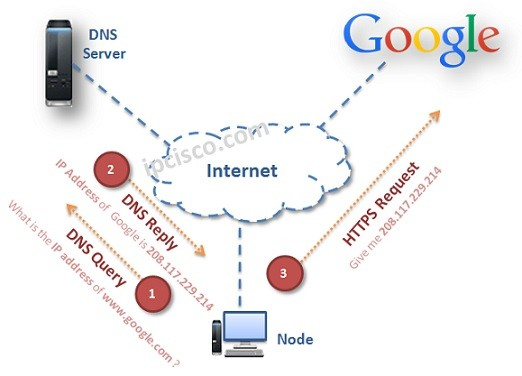 DNS
Server
Google
ipcisco.com
Internet
2
IP Address of Google is 208.117.229.214
DNS Reply
DNS Query
What is the IP address of www.google.com ?
1
HTTPS Request
Give me 208.117.229.214
3
Node